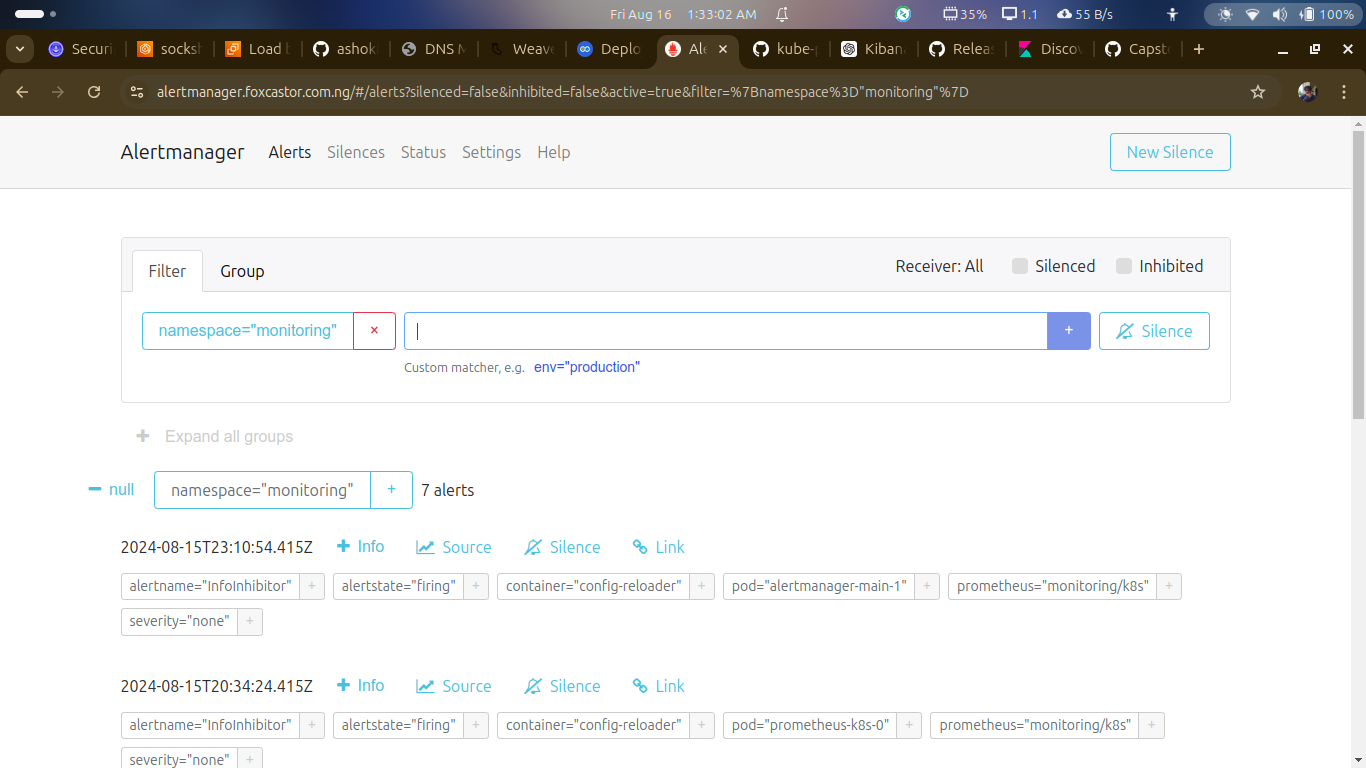 Fri Aug 16 1:33:02 AM 35% 1.1 55 B/s 100%
Securi socksh Load b ashok DNS M Weave Deplo Ale kube-p Kiban Releas Discov Capsto
alertmanager.foxcastor.com.ng/#/alerts?silenced=false&inhibited=false&active=true&filter=%7Bnamespace%3D"monitoring"%7D
Alertmanager Alerts Silences Status Settings Help New Silence
Filter Group Receiver: All Silenced Inhibited
namespace="monitoring" × + Silence
Custom matcher, e.g. env="production"
+ Expand all groups
− null namespace="monitoring" + 7 alerts
2024-08-15T23:10:54.415Z + Info Source Silence Link
alertname="InfoInhibitor" + alertstate="firing" + container="config-reloader" + pod="alertmanager-main-1" + prometheus="monitoring/k8s" +
severity="none" +
2024-08-15T20:34:24.415Z + Info Source Silence Link
alertname="InfoInhibitor" + alertstate="firing" + container="config-reloader" + pod="prometheus-k8s-0" + prometheus="monitoring/k8s" +
severity="none" +